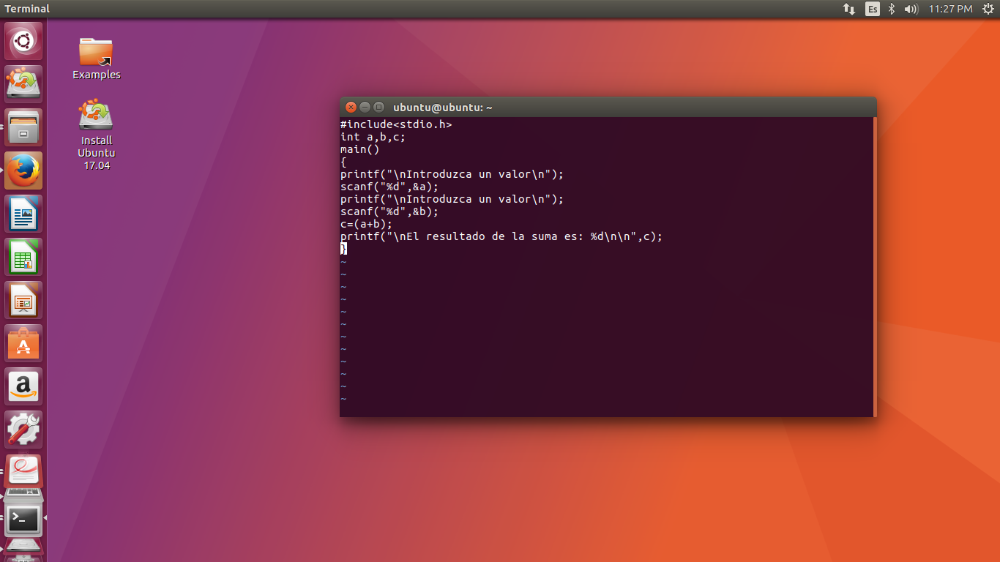 Terminal
Es
11:27 PM
Examples
Install
Ubuntu
17.04
ubuntu@ubuntu: ~
#include<stdio.h>
int a,b,c;
main()
{
printf("\nIntroduzca un valor\n");
scanf("%d",&a);
printf("\nIntroduzca un valor\n");
scanf("%d",&b);
c=(a+b);
printf("\nEl resultado de la suma es: %d\n\n",c);
}
~
~
~
~
~
~
~
~
~
~
~
~